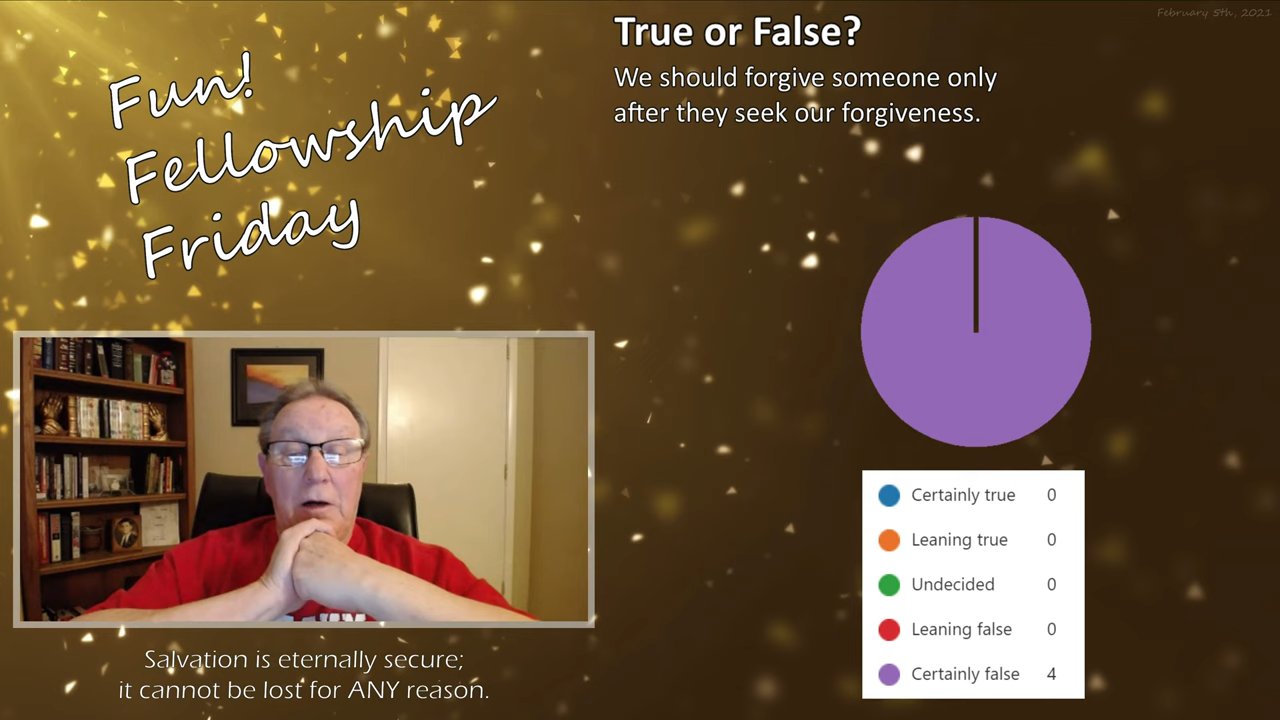 February 5th, 2021
Fun!
Fellowship
Friday
True or False?
We should forgive someone only
after they seek our forgiveness.
Certainly true 0
Leaning true 0
Undecided 0
Leaning false 0
Certainly false 4
Salvation is eternally secure;
it cannot be lost for ANY reason.